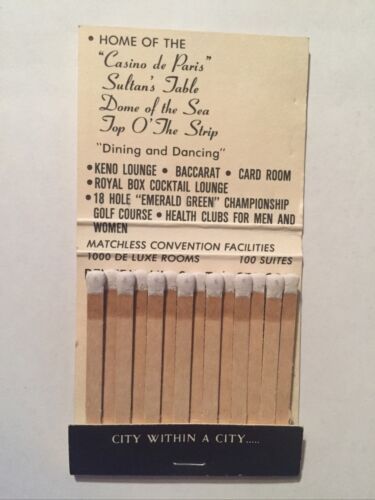 • HOME OF THE
"Casino de Paris"
Sultan's Table
Dome of the Sea
Top O' The Strip
"Dining and Dancing"
• KENO LOUNGE • BACCARAT • CARD ROOM
• ROYAL BOX COCKTAIL LOUNGE
• 18 HOLE "EMERALD GREEN" CHAMPIONSHIP
GOLF COURSE • HEALTH CLUBS FOR MEN AND
WOMEN
MATCHLESS CONVENTION FACILITIES
1000 DE LUXE ROOMS 100 SUITES
CITY WITHIN A CITY.....